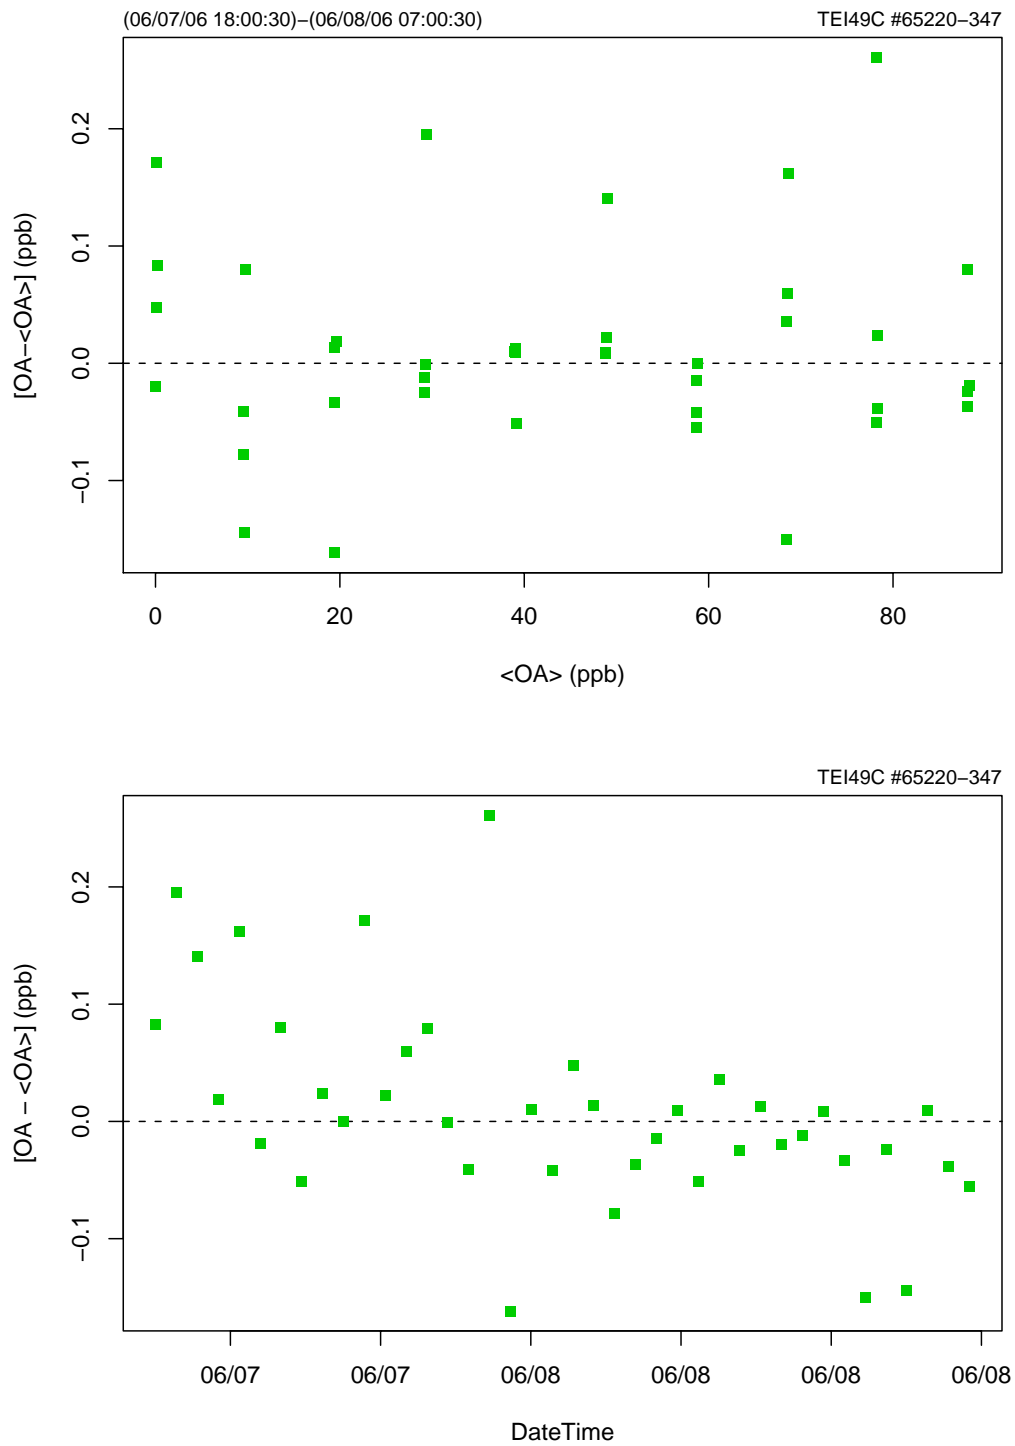 (06/07/06 18:00:30)−(06/08/06 07:00:30) TEI49C #65220−347
[OA−<OA>] (ppb)
0.2
0.1
0.0
−0.1
0 20 40 60 80
<OA> (ppb)
TEI49C #65220−347
[OA − <OA>] (ppb)
0.2
0.1
0.0
−0.1
06/07 06/07 06/08 06/08 06/08 06/08
DateTime